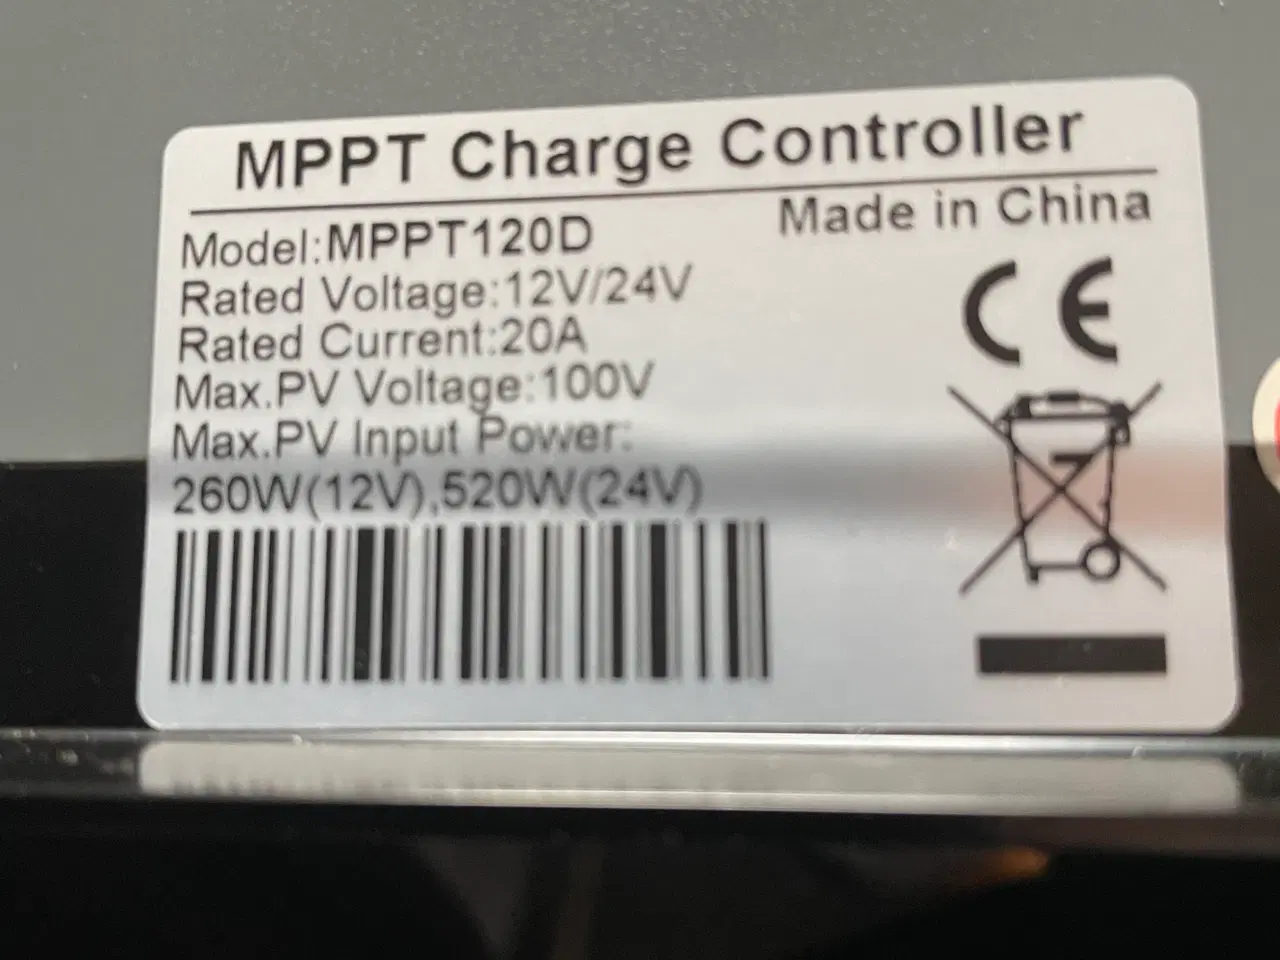 MPPT Charge Controller
Made in China
Model:MPPT120D
Rated Voltage:12V/24V
Rated Current:20A
Max.PV Voltage:100V
Max.PV Input Power:
260W(12V),520W(24V)
CE